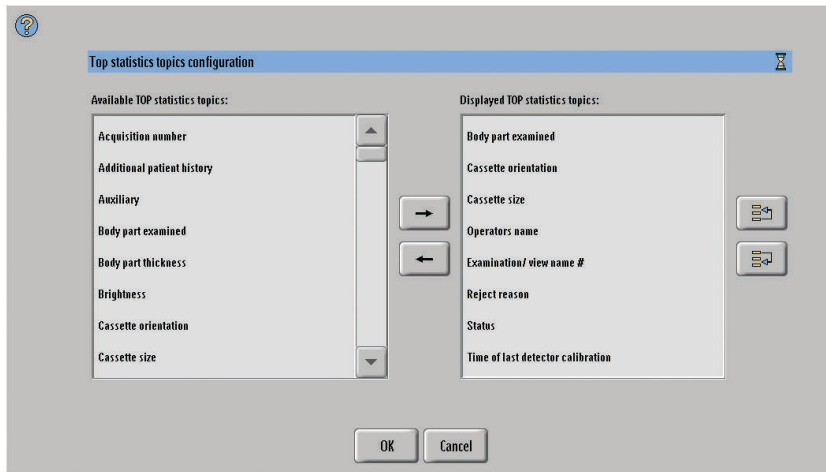 Top statistics topics configuration
Available TOP statistics topics:
Acquisition number
Additional patient history
Auxiliary
Body part examined
Body part thickness
Brightness
Cassette orientation
Cassette size
Displayed TOP statistics topics:
Body part examined
Cassette orientation
Cassette size
Operators name
Examination/ view name #
Reject reason
Status
Time of last detector calibration
OK
Cancel